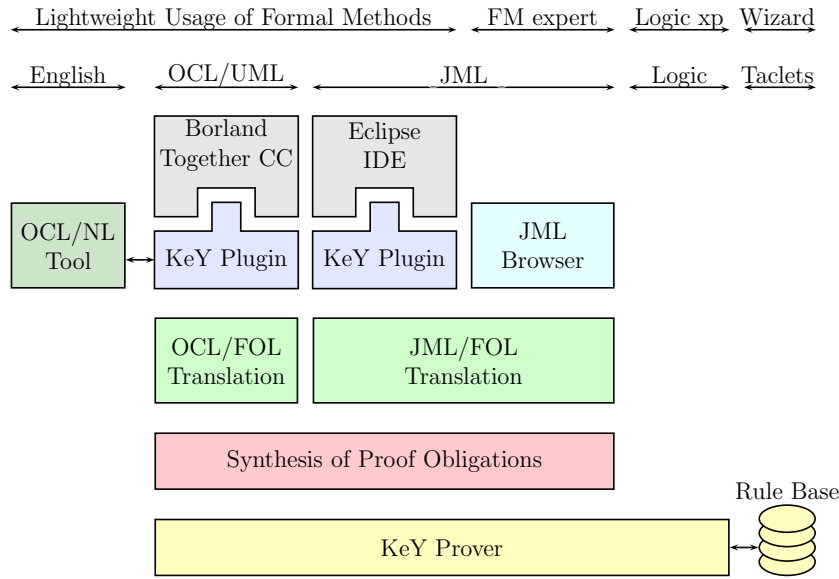 Lightweight Usage of Formal Methods FM expert Logic xp Wizard
English OCL/UML JML Logic Taclets
Borland
Together CC
Eclipse
IDE
OCL/NL
Tool
KeY Plugin
KeY Plugin
JML
Browser
OCL/FOL
Translation
JML/FOL
Translation
Synthesis of Proof Obligations
Rule Base
KeY Prover